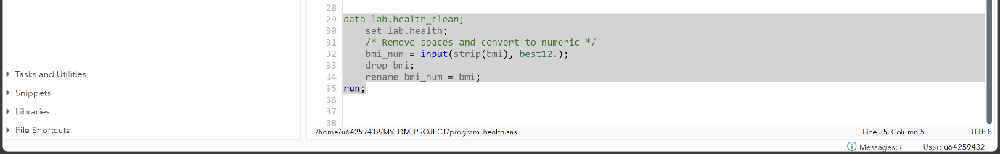 28
29 data lab.health_clean;
30 set lab.health;
31 /* Remove spaces and convert to numeric */
32 bmi_num = input(strip(bmi), best12.);
33 drop bmi;
34 rename bmi_num = bmi;
35 run;
36
37
38
Tasks and Utilities
Snippets
Libraries
File Shortcuts
/home/u64259432/MY_DM_PROJECT/program_health.sas~
Line 35, Column 5
UTF 8
Messages: 8
User: u64259432